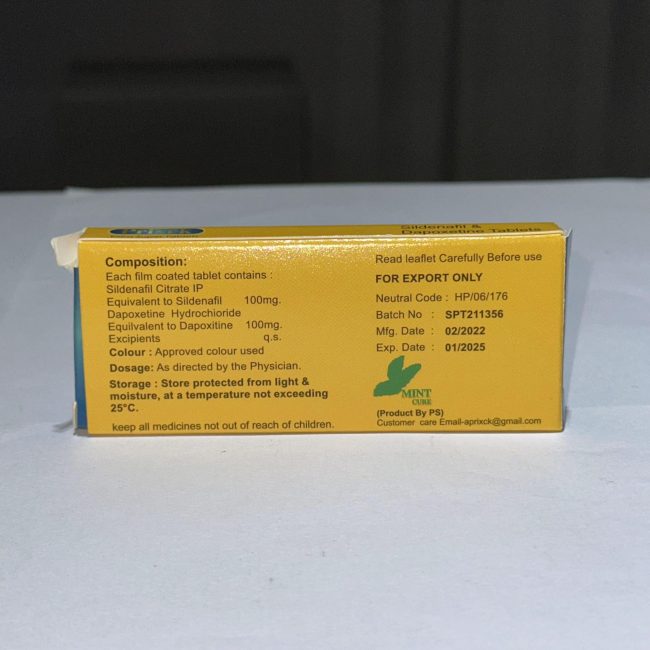 Sildenafil &
Dapoxetine Tablets
Composition:
Each film coated tablet contains :
Sildenafil Citrate IP
Equivalent to Sildenafil 100mg.
Dapoxetine Hydrochioride
Equilvalent to Dapoxitine 100mg.
Excipients q.s.
Colour : Approved colour used
Dosage: As directed by the Physician.
Storage : Store protected from light &
moisture, at a temperature not exceeding
25°C.
keep all medicines not out of reach of children.
Read leaflet Carefully Before use
FOR EXPORT ONLY
Neutral Code : HP/06/176
Batch No : SPT211356
Mfg. Date : 02/2022
Exp. Date : 01/2025
MINT
CURE
(Product By PS)
Customer care Email-aprixck@gmail.com